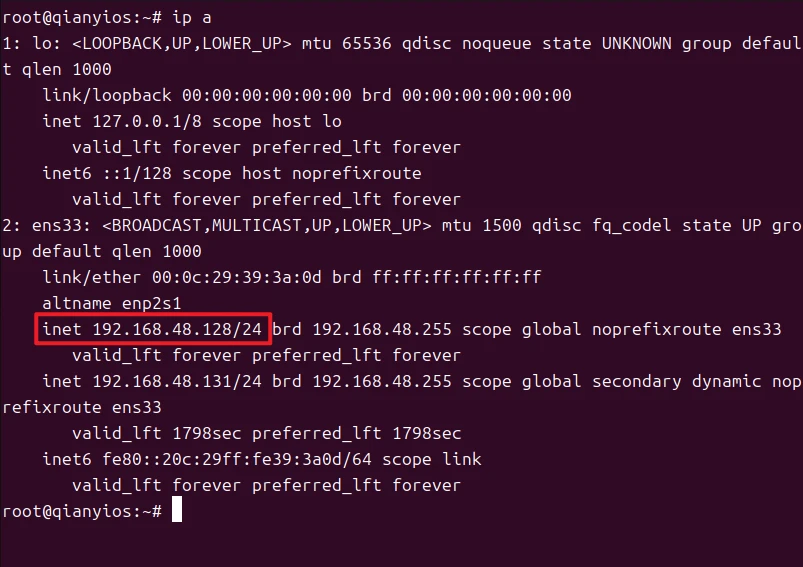 root@qianyios:~# ip a
1: lo: <LOOPBACK,UP,LOWER_UP> mtu 65536 qdisc noqueue state UNKNOWN group defaul
t qlen 1000
    link/loopback 00:00:00:00:00:00 brd 00:00:00:00:00:00
    inet 127.0.0.1/8 scope host lo
       valid_lft forever preferred_lft forever
    inet6 ::1/128 scope host noprefixroute
       valid_lft forever preferred_lft forever
2: ens33: <BROADCAST,MULTICAST,UP,LOWER_UP> mtu 1500 qdisc fq_codel state UP gro
up default qlen 1000
    link/ether 00:0c:29:39:3a:0d brd ff:ff:ff:ff:ff:ff
    altname enp2s1
    inet 192.168.48.128/24 brd 192.168.48.255 scope global noprefixroute ens33
       valid_lft forever preferred_lft forever
    inet 192.168.48.131/24 brd 192.168.48.255 scope global secondary dynamic nop
refixroute ens33
       valid_lft 1798sec preferred_lft 1798sec
    inet6 fe80::20c:29ff:fe39:3a0d/64 scope link
       valid_lft forever preferred_lft forever
root@qianyios:~#